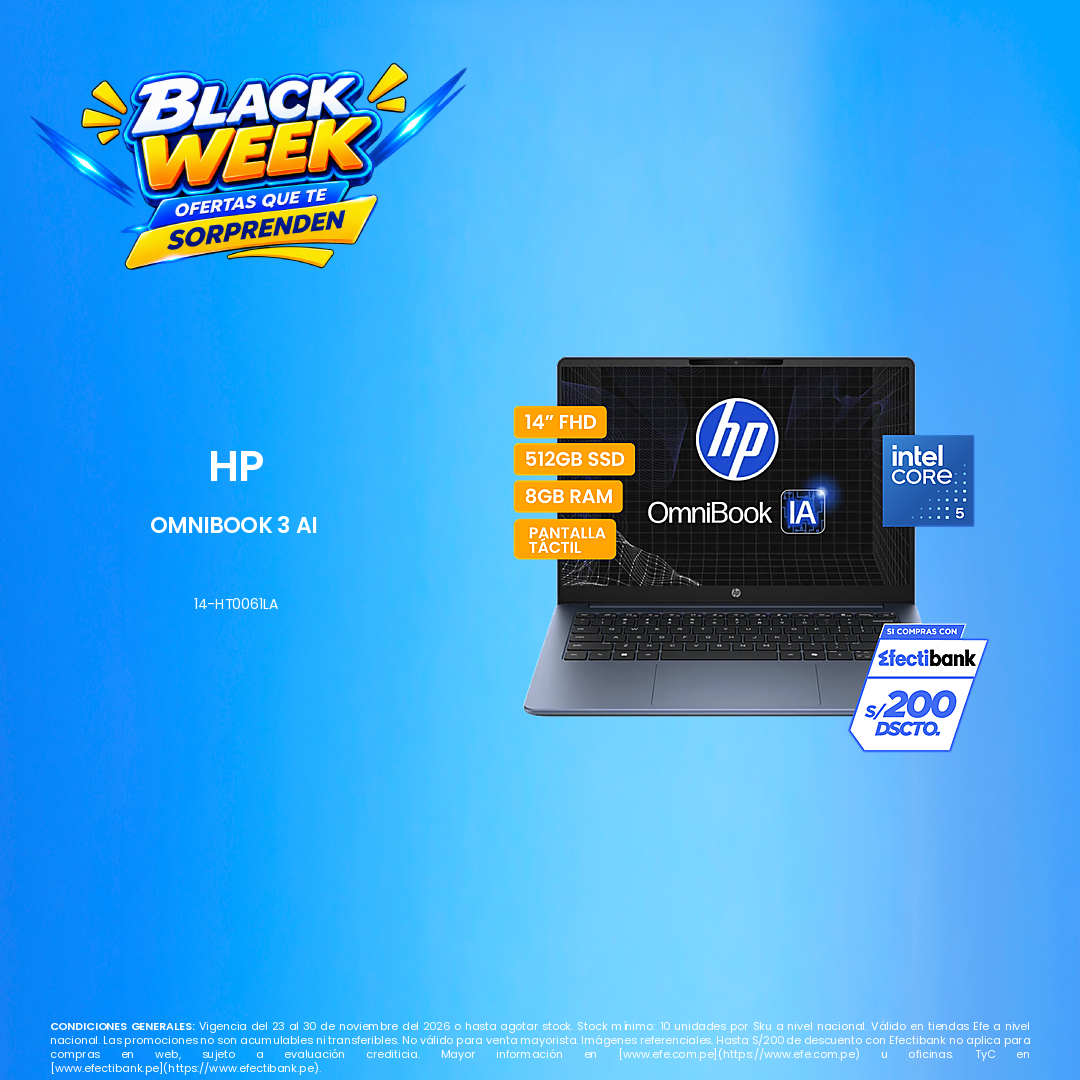 BLACK
WEEK
OFERTAS QUE TE
SORPRENDEN
HP
OMNIBOOK 3 AI
14-HT0061LA
14” FHD
512GB SSD
8GB RAM
PANTALLA
TÁCTIL
hp
OmniBook IA
intel
CORE
5
hp
SI COMPRAS CON
Efectibank
S/200
DSCTO.
CONDICIONES GENERALES: Vigencia del 23 al 30 de noviembre del 2026 o hasta agotar stock. Stock mínimo: 10 unidades por Sku a nivel nacional. Válido en tiendas Efe a nivel
nacional. Las promociones no son acumulables ni transferibles. No válido para venta mayorista. Imágenes referenciales. Hasta S/200 de descuento con Efectibank no aplica para
compras en web, sujeto a evaluación crediticia. Mayor información en [www.efe.com.pe](https://www.efe.com.pe) u oficinas. TyC en
[www.efectibank.pe](https://www.efectibank.pe).